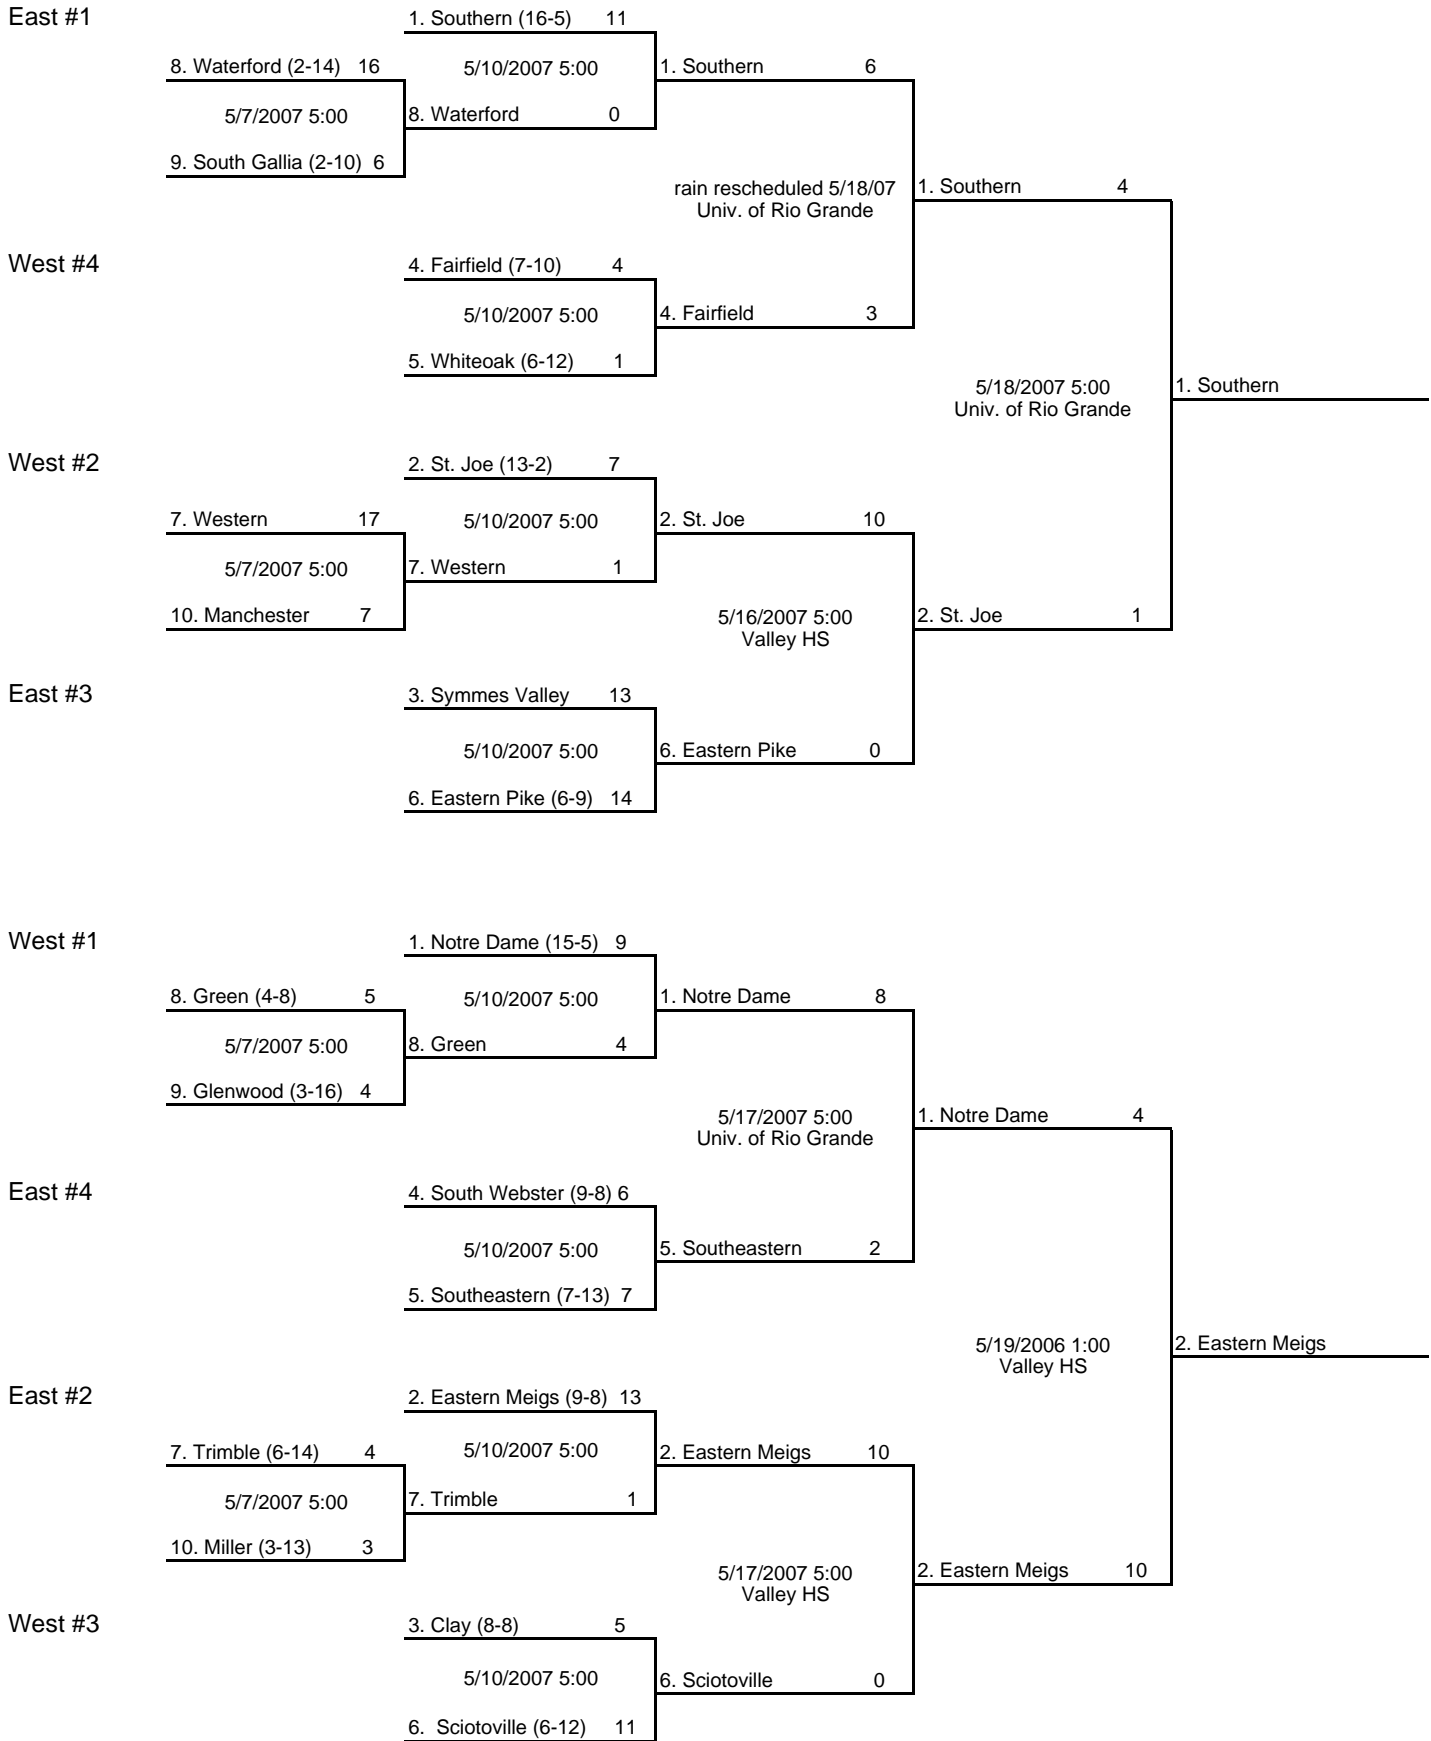 East #1
1. Southern (16-5) 11
8. Waterford (2-14) 16
5/10/2007 5:00
1. Southern 6
5/7/2007 5:00
8. Waterford 0
9. South Gallia (2-10) 6
rain rescheduled 5/18/07
Univ. of Rio Grande
1. Southern 4
West #4
4. Fairfield (7-10) 4
5/10/2007 5:00
4. Fairfield 3
5. Whiteoak (6-12) 1
5/18/2007 5:00
Univ. of Rio Grande
1. Southern
West #2
2. St. Joe (13-2) 7
7. Western 17
5/10/2007 5:00
2. St. Joe 10
5/7/2007 5:00
7. Western 1
10. Manchester 7
5/16/2007 5:00
Valley HS
2. St. Joe 1
East #3
3. Symmes Valley 13
5/10/2007 5:00
6. Eastern Pike 0
6. Eastern Pike (6-9) 14
West #1
1. Notre Dame (15-5) 9
8. Green (4-8) 5
5/10/2007 5:00
1. Notre Dame 8
5/7/2007 5:00
8. Green 4
9. Glenwood (3-16) 4
5/17/2007 5:00
Univ. of Rio Grande
1. Notre Dame 4
East #4
4. South Webster (9-8) 6
5/10/2007 5:00
5. Southeastern 2
5. Southeastern (7-13) 7
5/19/2006 1:00
Valley HS
2. Eastern Meigs
East #2
2. Eastern Meigs (9-8) 13
7. Trimble (6-14) 4
5/10/2007 5:00
2. Eastern Meigs 10
5/7/2007 5:00
7. Trimble 1
10. Miller (3-13) 3
5/17/2007 5:00
Valley HS
2. Eastern Meigs 10
West #3
3. Clay (8-8) 5
5/10/2007 5:00
6. Sciotoville 0
6. Sciotoville (6-12) 11